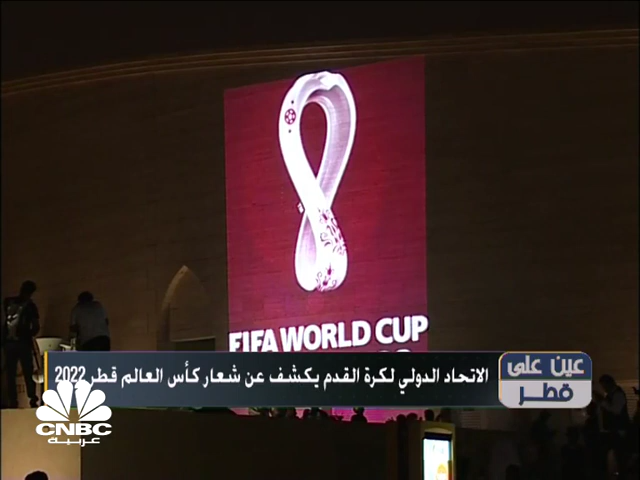 FIFA WORLD CUP
الاتحاد الدولي لكرة القدم يكشف عن شعار كأس العالم قطر 2022
عين على
قطر
CNBC
عربية